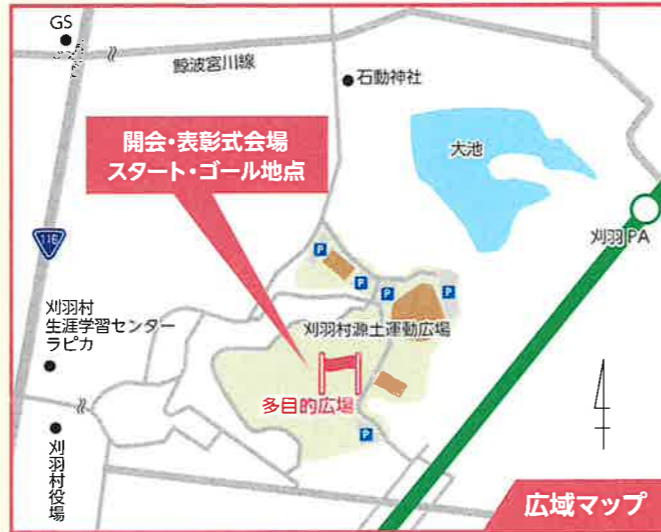 GS
鯨波宮川線
石動神社
開会・表彰式会場
スタート・ゴール地点
大池
116
刈羽PA
P
P
P
P
刈羽村
生涯学習センター
ラピカ
刈羽村源土運動広場
多目的広場
P
刈羽村役場
広域マップ